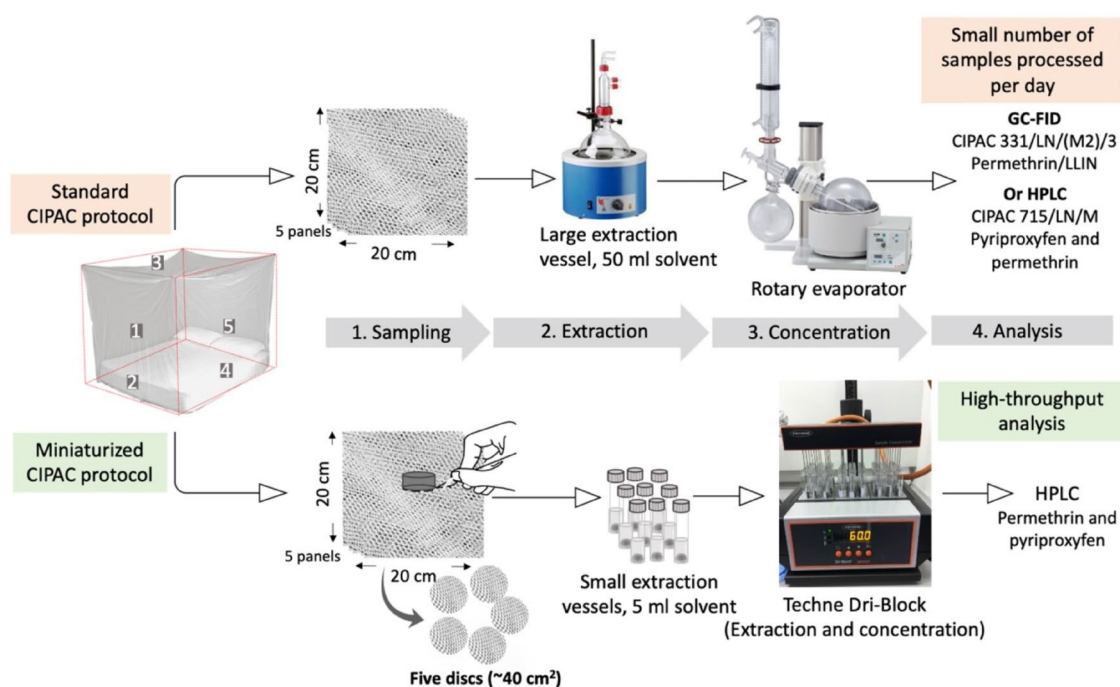 Small number of
samples processed
per day
GC-FID
CIPAC 331/LN/(M2)/3
Permethrin/LLIN
Or HPLC
CIPAC 715/LN/M
Pyriproxyfen and
permethrin
Standard
CIPAC protocol
20 cm
5 panels
20 cm
Large extraction
vessel, 50 ml solvent
Rotary evaporator
3
1
5
4
2
1. Sampling
2. Extraction
3. Concentration
4. Analysis
Miniaturized
CIPAC protocol
20 cm
5 panels
20 cm
Five discs (~40 cm²)
Small extraction
vessels, 5 ml solvent
60.0
Techne Dri-Block
(Extraction and concentration)
High-throughput
analysis
HPLC
Permethrin and
pyriproxyfen